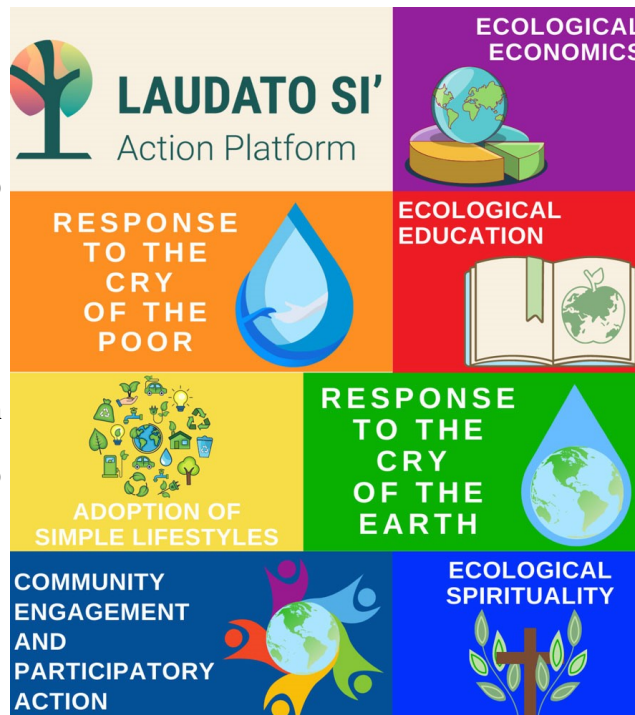 LAUDATO SI’
Action Platform
ECOLOGICAL
ECONOMICS
RESPONSE
TO THE
CRY
OF THE
POOR
ECOLOGICAL
EDUCATION
ADOPTION OF
SIMPLE LIFESTYLES
RESPONSE
TO THE
CRY
OF THE
EARTH
COMMUNITY
ENGAGEMENT
AND
PARTICIPATORY
ACTION
ECOLOGICAL
SPIRITUALITY